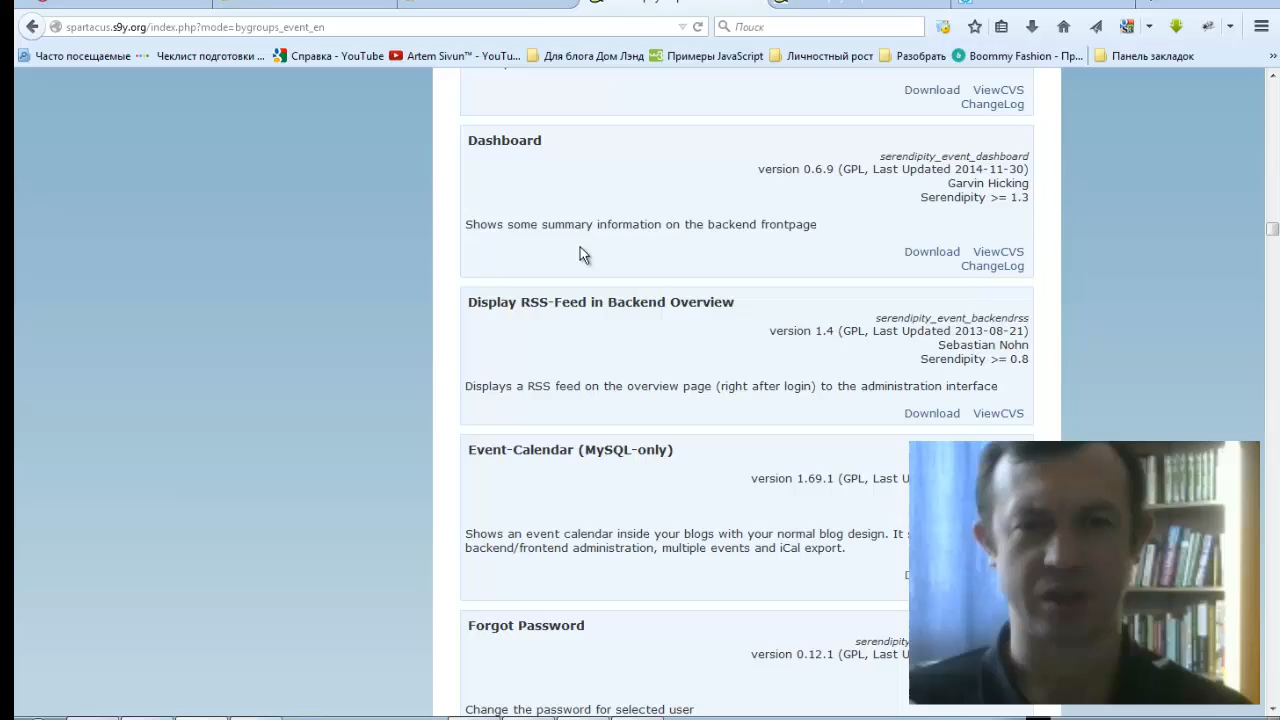 spartacus.s9y.org/index.php?mode=bygroups_event_en
Поиск
Часто посещаемые
Чеклист подготовки ...
Справка - YouTube
Artem Sivun™ - YouTu...
Для блога Дом Лэнд
Примеры JavaScript
Личностный рост
Разобрать
Boommy Fashion - Пр...
Панель закладок
Download ViewCVS
ChangeLog
Dashboard
serendipity_event_dashboard
version 0.6.9 (GPL, Last Updated 2014-11-30)
Garvin Hicking
Serendipity >= 1.3
Shows some summary information on the backend frontpage
Download ViewCVS
ChangeLog
Display RSS-Feed in Backend Overview
serendipity_event_backendrss
version 1.4 (GPL, Last Updated 2013-08-21)
Sebastian Nohn
Serendipity >= 0.8
Displays a RSS feed on the overview page (right after login) to the administration interface
Download ViewCVS
Event-Calendar (MySQL-only)
version 1.69.1 (GPL, Last U
Shows an event calendar inside your blogs with your normal blog design. It
backend/frontend administration, multiple events and iCal export.
Forgot Password
serendipity
version 0.12.1 (GPL, Last U
Change the password for selected user